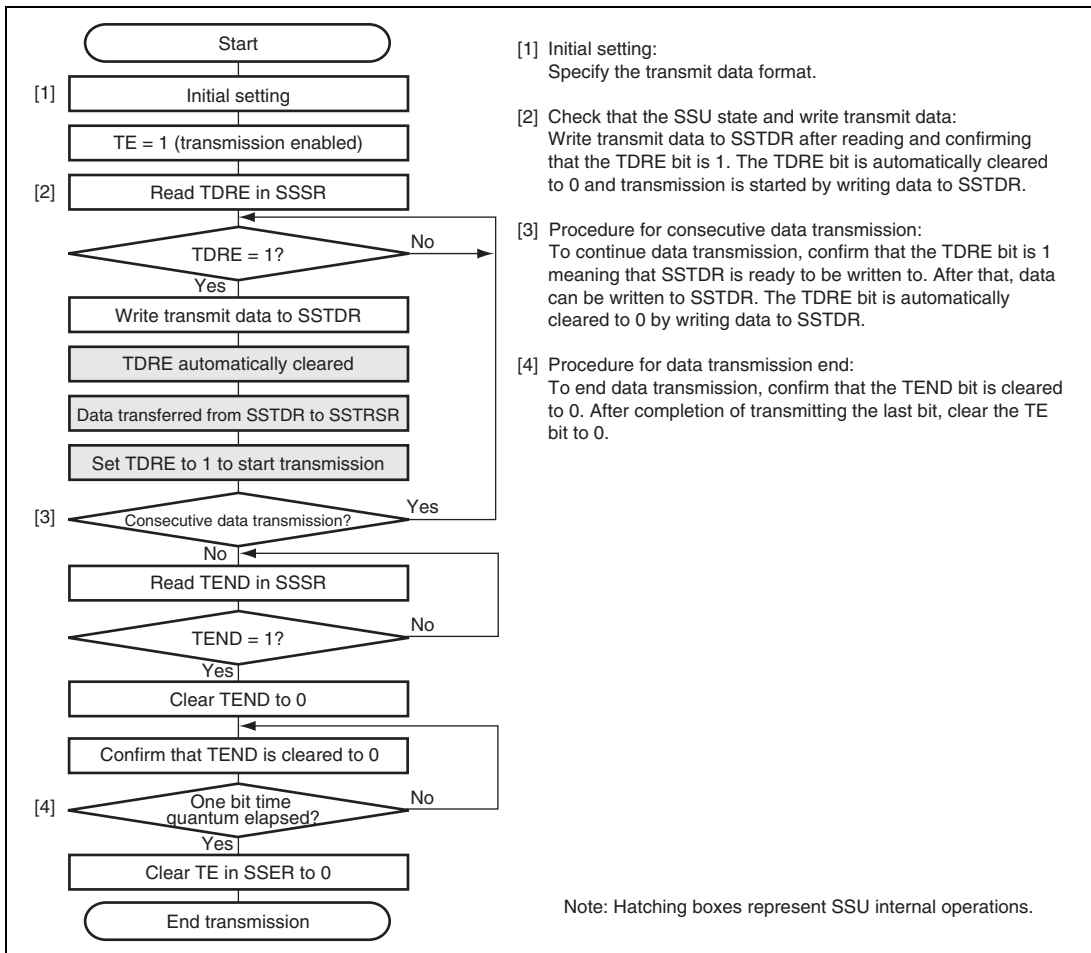 Start
[1] Initial setting
TE = 1 (transmission enabled)
[2] Read TDRE in SSSR
TDRE = 1? No
Yes
Write transmit data to SSTDR
TDRE automatically cleared
Data transferred from SSTDR to SSTRSR
Set TDRE to 1 to start transmission
[3] Consecutive data transmission? Yes
No
Read TEND in SSSR
TEND = 1? No
Yes
Clear TEND to 0
Confirm that TEND is cleared to 0
[4] One bit time
quantum elapsed? No
Yes
Clear TE in SSER to 0
End transmission
[1] Initial setting:
Specify the transmit data format.
[2] Check that the SSU state and write transmit data:
Write transmit data to SSTDR after reading and confirming
that the TDRE bit is 1. The TDRE bit is automatically cleared
to 0 and transmission is started by writing data to SSTDR.
[3] Procedure for consecutive data transmission:
To continue data transmission, confirm that the TDRE bit is 1
meaning that SSTDR is ready to be written to. After that, data
can be written to SSTDR. The TDRE bit is automatically
cleared to 0 by writing data to SSTDR.
[4] Procedure for data transmission end:
To end data transmission, confirm that the TEND bit is cleared
to 0. After completion of transmitting the last bit, clear the TE
bit to 0.
Note: Hatching boxes represent SSU internal operations.